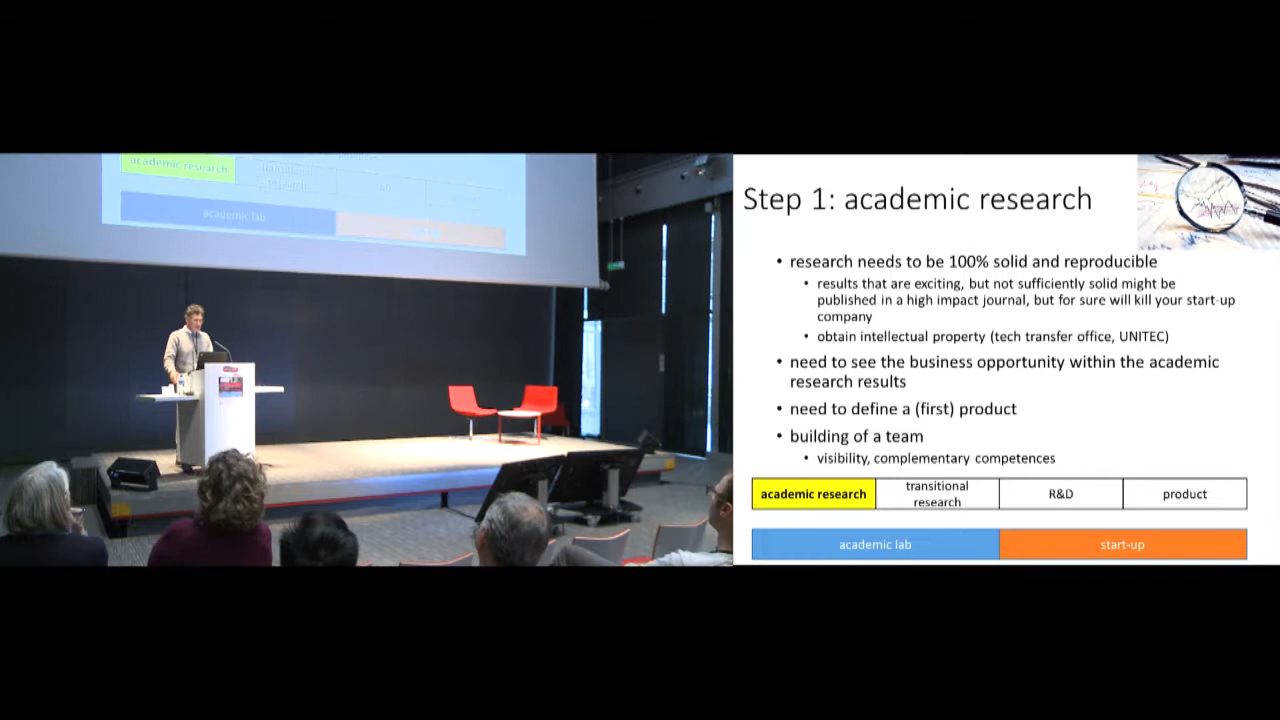 academic research
academic lab
Step 1: academic research
• research needs to be 100% solid and reproducible
• results that are exciting, but not sufficiently solid might be
published in a high impact journal, but for sure will kill your start-up
company
• obtain intellectual property (tech transfer office, UNITEC)
• need to see the business opportunity within the academic
research results
• need to define a (first) product
• building of a team
• visibility, complementary competences
academic research
transitional
research
R&D
product
academic lab
start-up